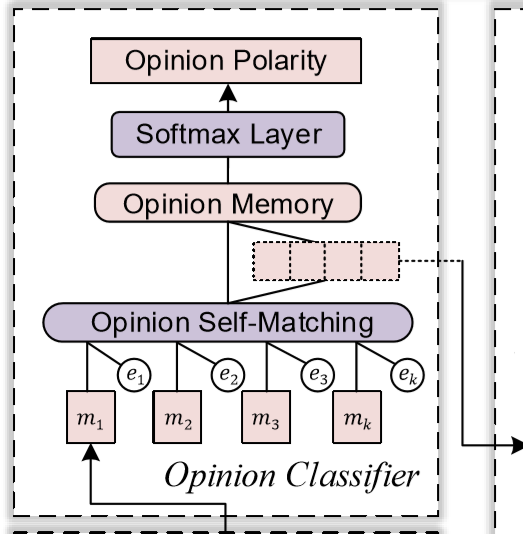 Opinion Polarity
Softmax Layer
Opinion Memory
Opinion Self-Matching
e₁ e₂ e₃ eₖ
m₁ m₂ m₃ mₖ
Opinion Classifier